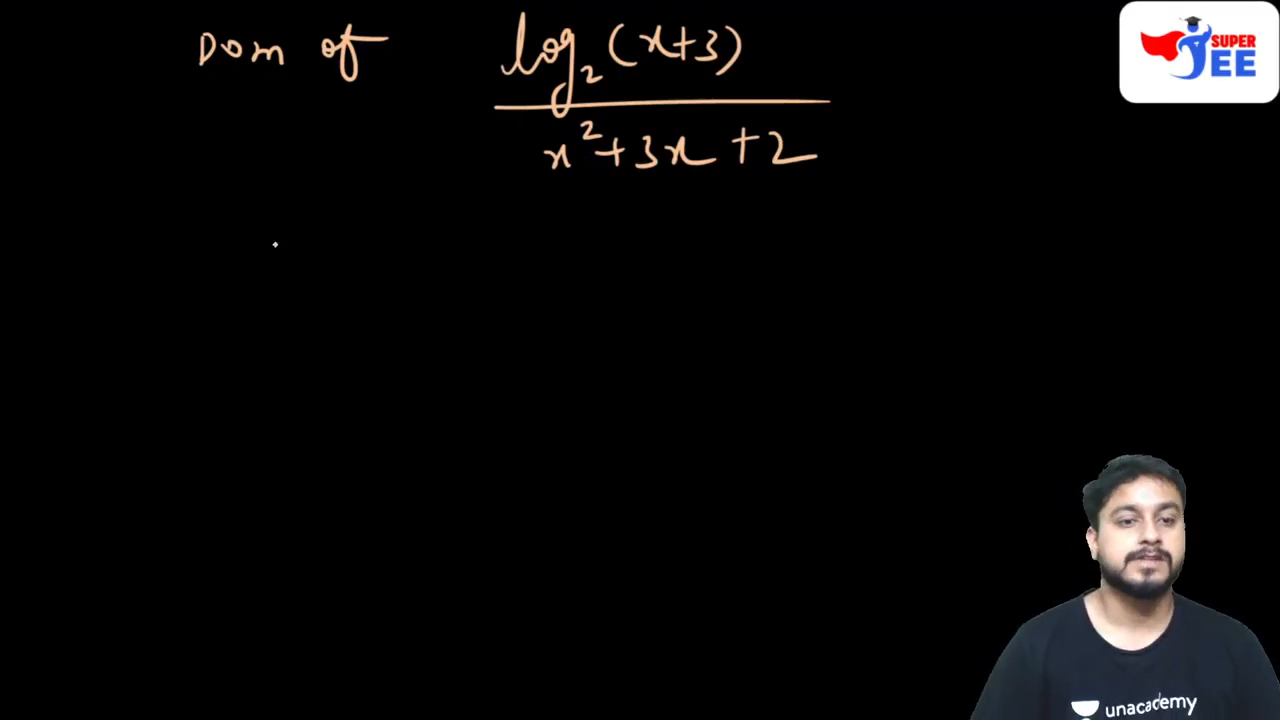 Dom of log₂(x+3)
x²+3x+2
SUPER
JEE
unacademy